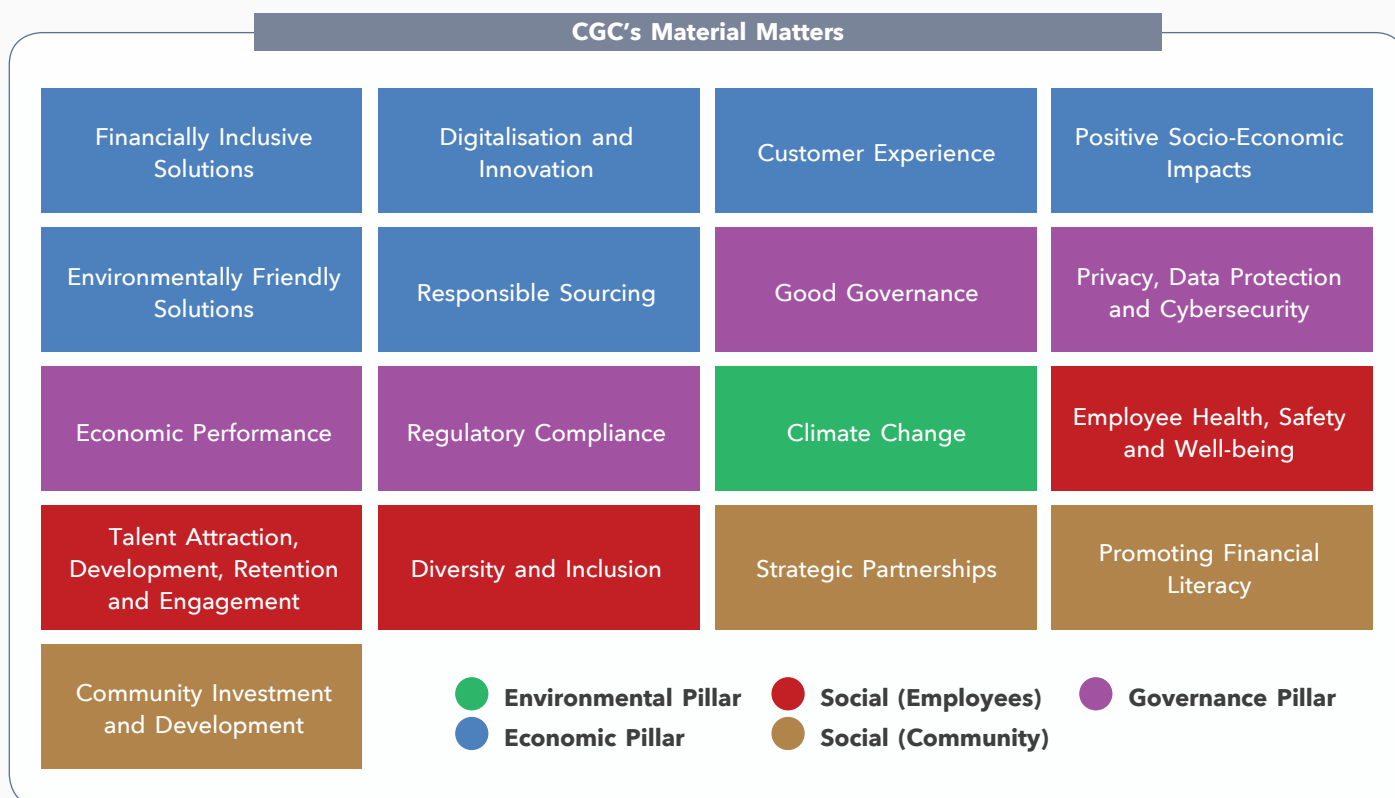 CGC's Material Matters
Financially Inclusive
Solutions
Digitalisation and
Innovation
Customer Experience
Positive Socio-Economic
Impacts
Environmentally Friendly
Solutions
Responsible Sourcing
Good Governance
Privacy, Data Protection
and Cybersecurity
Economic Performance
Regulatory Compliance
Climate Change
Employee Health, Safety
and Well-being
Talent Attraction,
Development, Retention
and Engagement
Diversity and Inclusion
Strategic Partnerships
Promoting Financial
Literacy
Community Investment
and Development
Environmental Pillar
Social (Employees)
Governance Pillar
Economic Pillar
Social (Community)